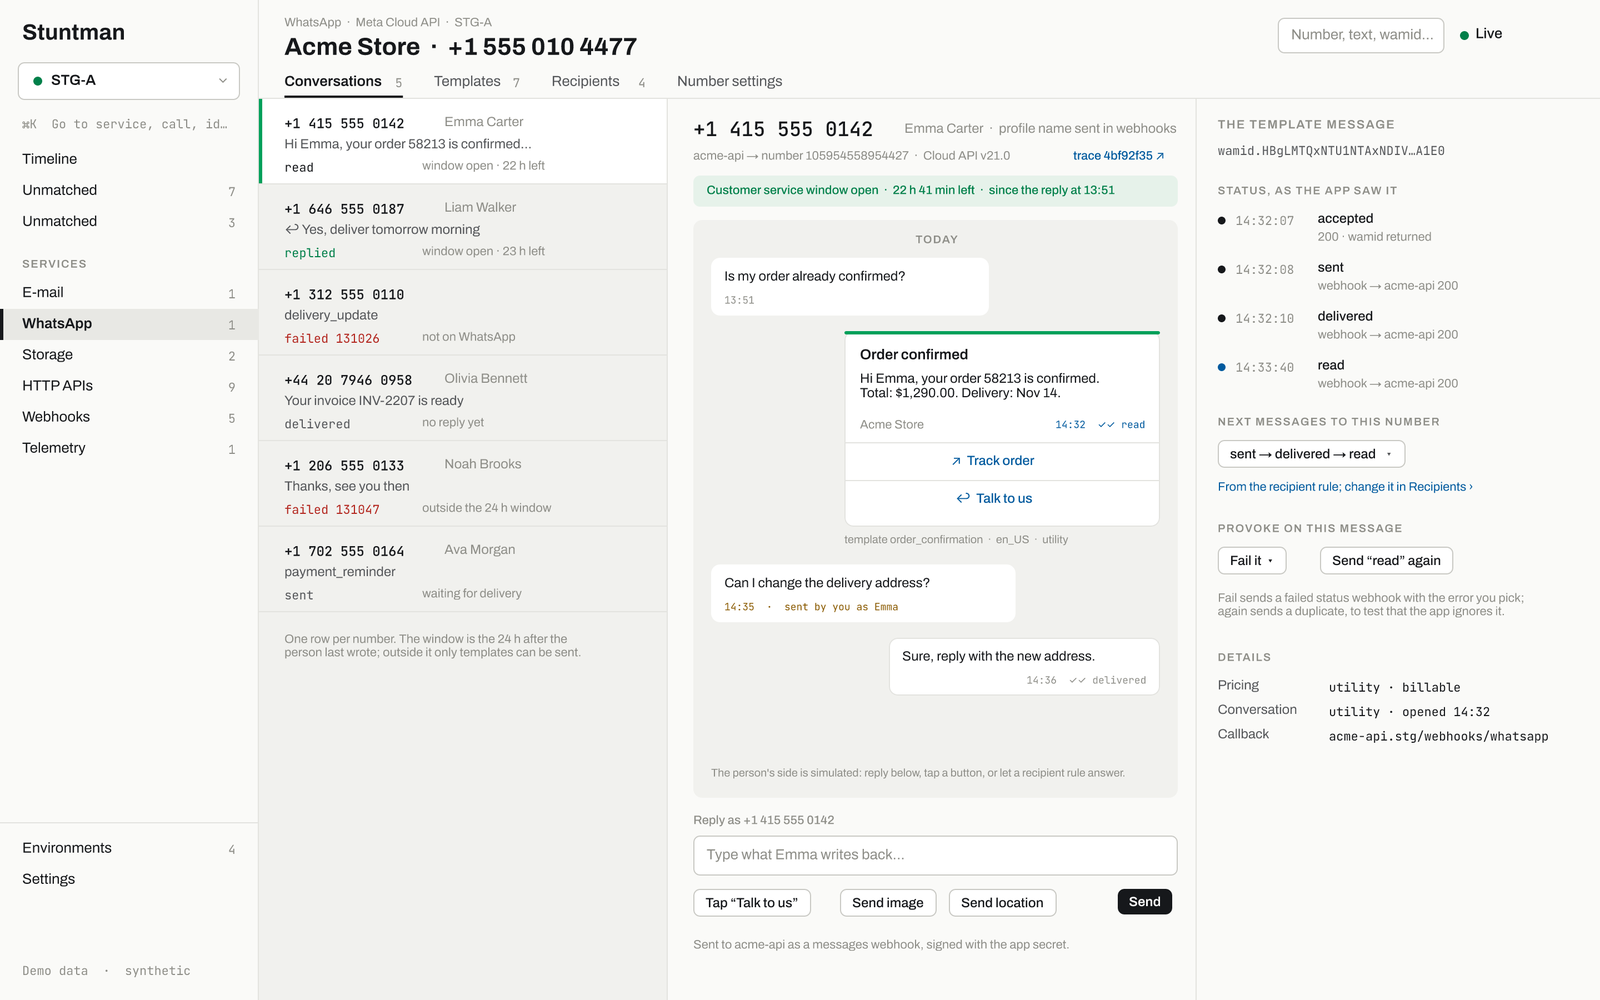 Stuntman
STG-A
⌘K Go to service, call, id…
Timeline
Unmatched 7
Unmatched 3
SERVICES
E-mail 1
WhatsApp 1
Storage 2
HTTP APIs 9
Webhooks 5
Telemetry 1
Environments 4
Settings
Demo data · synthetic
WhatsApp · Meta Cloud API · STG-A
Acme Store · +1 555 010 4477
Number, text, wamid…
Live
Conversations 5
Templates 7
Recipients 4
Number settings
+1 415 555 0142 Emma Carter
Hi Emma, your order 58213 is confirmed…
read window open · 22 h left
+1 646 555 0187 Liam Walker
↩ Yes, deliver tomorrow morning
replied window open · 23 h left
+1 312 555 0110
delivery_update
failed 131026 not on WhatsApp
+44 20 7946 0958 Olivia Bennett
Your invoice INV-2207 is ready
delivered no reply yet
+1 206 555 0133 Noah Brooks
Thanks, see you then
failed 131047 outside the 24 h window
+1 702 555 0164 Ava Morgan
payment_reminder
sent waiting for delivery
One row per number. The window is the 24 h after the
person last wrote; outside it only templates can be sent.
+1 415 555 0142 Emma Carter · profile name sent in webhooks
acme-api → number 105954558954427 · Cloud API v21.0 trace 4bf92f35 ↗
Customer service window open · 22 h 41 min left · since the reply at 13:51
TODAY
Is my order already confirmed?
13:51
Order confirmed
Hi Emma, your order 58213 is confirmed.
Total: $1,290.00. Delivery: Nov 14.
Acme Store 14:32 ✓✓ read
↗ Track order
↩ Talk to us
template order_confirmation · en_US · utility
Can I change the delivery address?
14:35 · sent by you as Emma
Sure, reply with the new address.
14:36 ✓✓ delivered
The person's side is simulated: reply below, tap a button, or let a recipient rule answer.
Reply as +1 415 555 0142
Type what Emma writes back…
Tap “Talk to us”
Send image
Send location
Send
Sent to acme-api as a messages webhook, signed with the app secret.
THE TEMPLATE MESSAGE
wamid.HBgLMTQxNTU1NTAxNDIV…A1E0
STATUS, AS THE APP SAW IT
14:32:07 accepted
200 · wamid returned
14:32:08 sent
webhook → acme-api 200
14:32:10 delivered
webhook → acme-api 200
14:33:40 read
webhook → acme-api 200
NEXT MESSAGES TO THIS NUMBER
sent → delivered → read
From the recipient rule; change it in Recipients ›
PROVOKE ON THIS MESSAGE
Fail it
Send “read” again
Fail sends a failed status webhook with the error you pick;
again sends a duplicate, to test that the app ignores it.
DETAILS
Pricing utility · billable
Conversation utility · opened 14:32
Callback acme-api.stg/webhooks/whatsapp